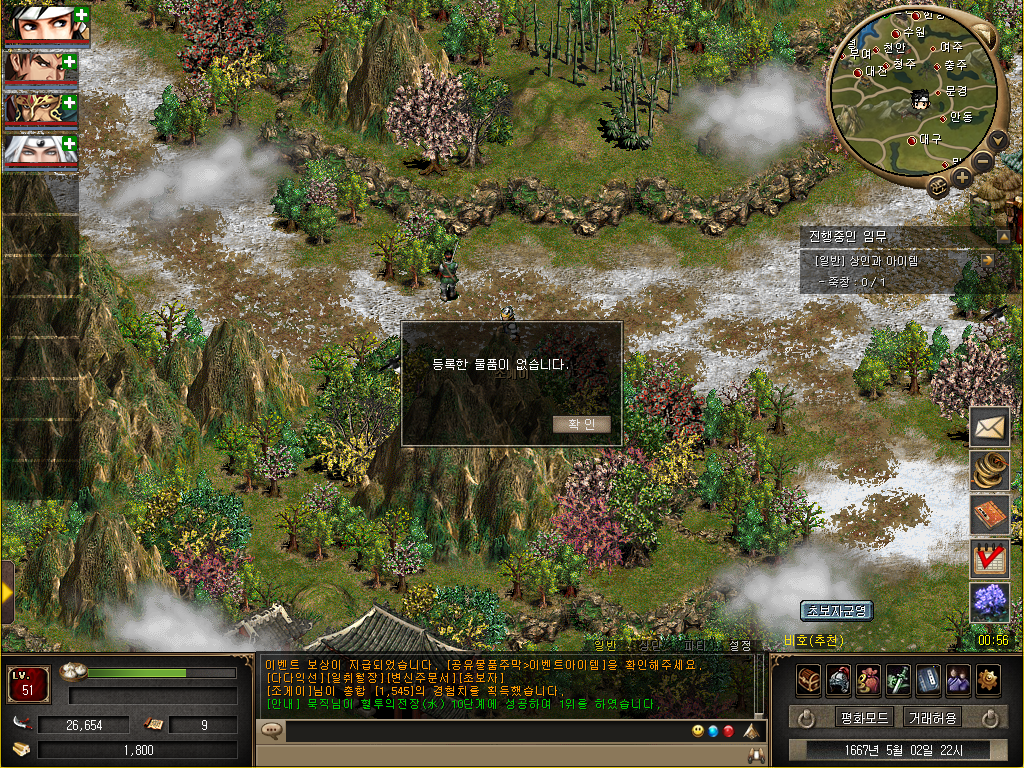 수원
천안
여주
부여
청주
충주
대전
문경
안동
대구
진행중인 임무
[일반] 상인과 아이템
- 죽창 : 0 / 1
등록한 물품이 없습니다.
확 인
초보자군영
비호(추천)
00:56
일반
파티
설정
이벤트 보상이 지급되었습니다. [공유물품주막>이벤트아이템]을 확인해주세요.
[다다익선][일취월장][변신주문서][초보자]
[조게이]님이 총합 [1,545]의 경험치를 획득했습니다.
[안내] 묵직님이 혈투의전장(水) 10단계에 성공하여 1위를 하였습니다.
LV.
51
26,654
9
1,800
평화모드
거래허용
1667년 5월 02일 22시